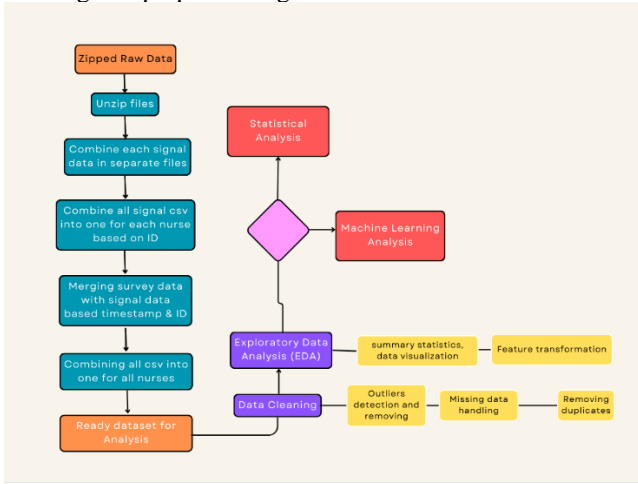 Zipped Raw Data
Unzip files
Combine each signal
data in separate files
Combine all signal csv
into one for each nurse
based on ID
Merging survey data
with signal data
based timestamp & ID
Combining all csv into
one for all nurses
Ready dataset for
Analysis
Statistical
Analysis
Machine Learning
Analysis
Exploratory Data
Analysis (EDA)
summary statistics,
data visualization
Feature transformation
Data Cleaning
Outliers
detection and
removing
Missing data
handling
Removing
duplicates